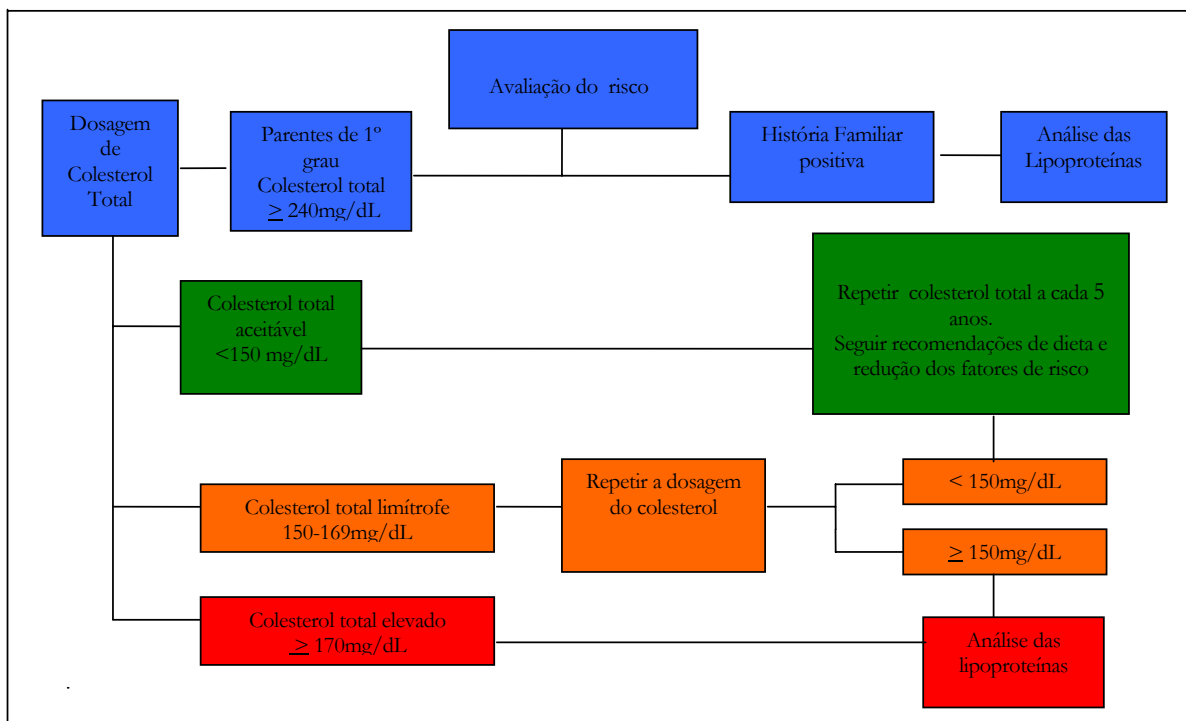 Avaliação do risco
Dosagem
de
Colesterol
Total
Parentes de 1º
grau
Colesterol total
≥ 240mg/dL
História Familiar
positiva
Análise das
Lipoproteínas
Colesterol total
aceitável
<150 mg/dL
Repetir colesterol total a cada 5
anos.
Seguir recomendações de dieta e
redução dos fatores de risco
Colesterol total limítrofe
150-169mg/dL
Repetir a dosagem
do colesterol
< 150mg/dL
≥ 150mg/dL
Colesterol total elevado
≥ 170mg/dL
Análise das
lipoproteínas
.